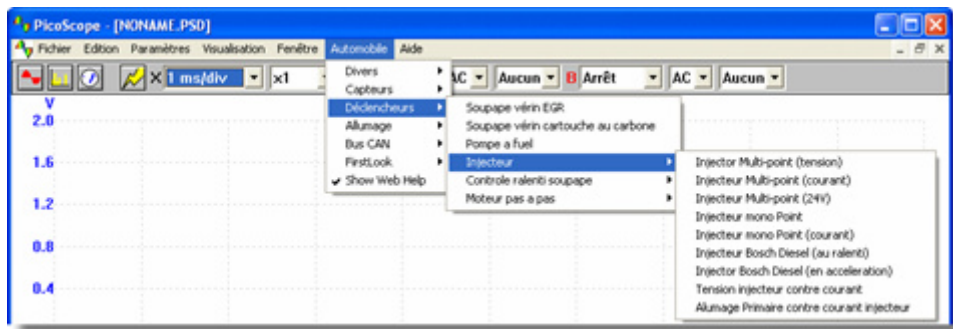 PicoScope - [NONAME.PSD]
Fichier Edition Paramètres Visualisation Fenêtre Automobile Aide
1 ms/div x1 AC Aucun B Arrêt AC Aucun
Divers
Capteurs
Déclencheurs
Allumage
Bus CAN
FirstLook
Show Web Help
Soupape vérin EGR
Soupape vérin cartouche au carbone
Pompe a fuel
Injecteur
Controle ralenti soupape
Moteur pas a pas
Injector Multi-point (tension)
Injecteur Multi-point (courant)
Injecteur Multi-point (24V)
Injecteur mono Point
Injecteur mono Point (courant)
Injecteur Bosch Diesel (au ralenti)
Injector Bosch Diesel (en acceleration)
Tension injecteur contre courant
Alumage Primaire contre courant injecteur
V
2.0
1.6
1.2
0.8
0.4